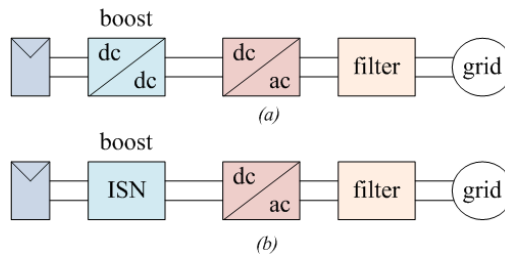 boost
dc dc dc ac filter grid
(a)
boost
ISN dc ac filter grid
(b)